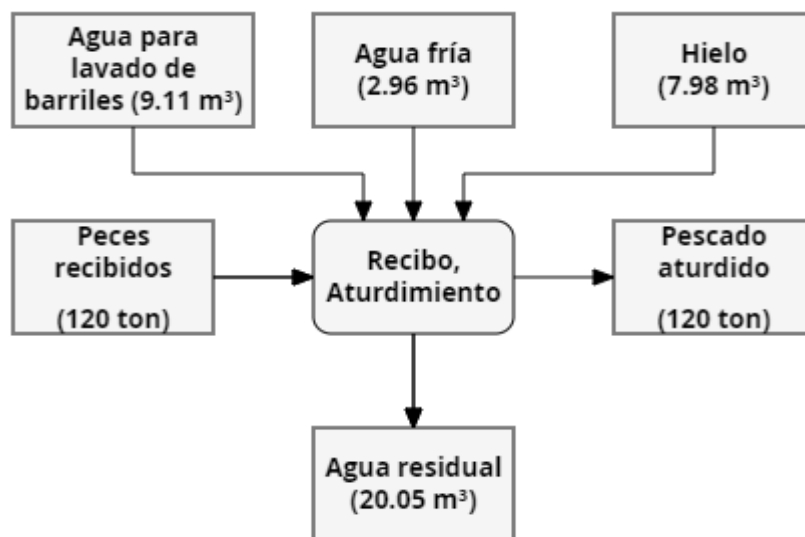 Agua para
lavado de
barriles (9.11 m³)
Agua fría
(2.96 m³)
Hielo
(7.98 m³)
Peces
recibidos
(120 ton)
Recibo,
Aturdimiento
Pescado
aturdido
(120 ton)
Agua residual
(20.05 m³)